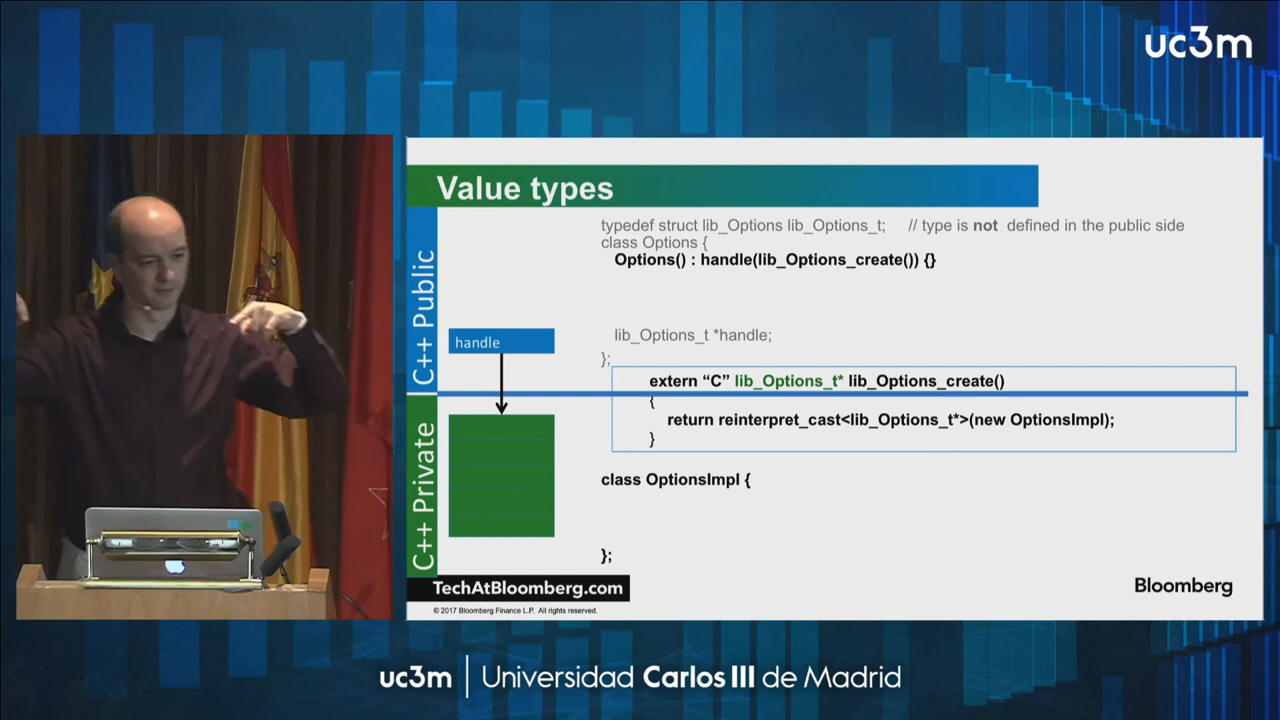 uc3m
Value types
C++ Public
typedef struct lib_Options lib_Options_t; // type is not defined in the public side
class Options {
Options() : handle(lib_Options_create()) {}
handle
lib_Options_t *handle;
};
extern “C” lib_Options_t* lib_Options_create()
{
return reinterpret_cast<lib_Options_t*>(new OptionsImpl);
}
C++ Private
class OptionsImpl {
};
TechAtBloomberg.com
Bloomberg
© 2017 Bloomberg Finance L.P. All rights reserved.
uc3m | Universidad Carlos III de Madrid